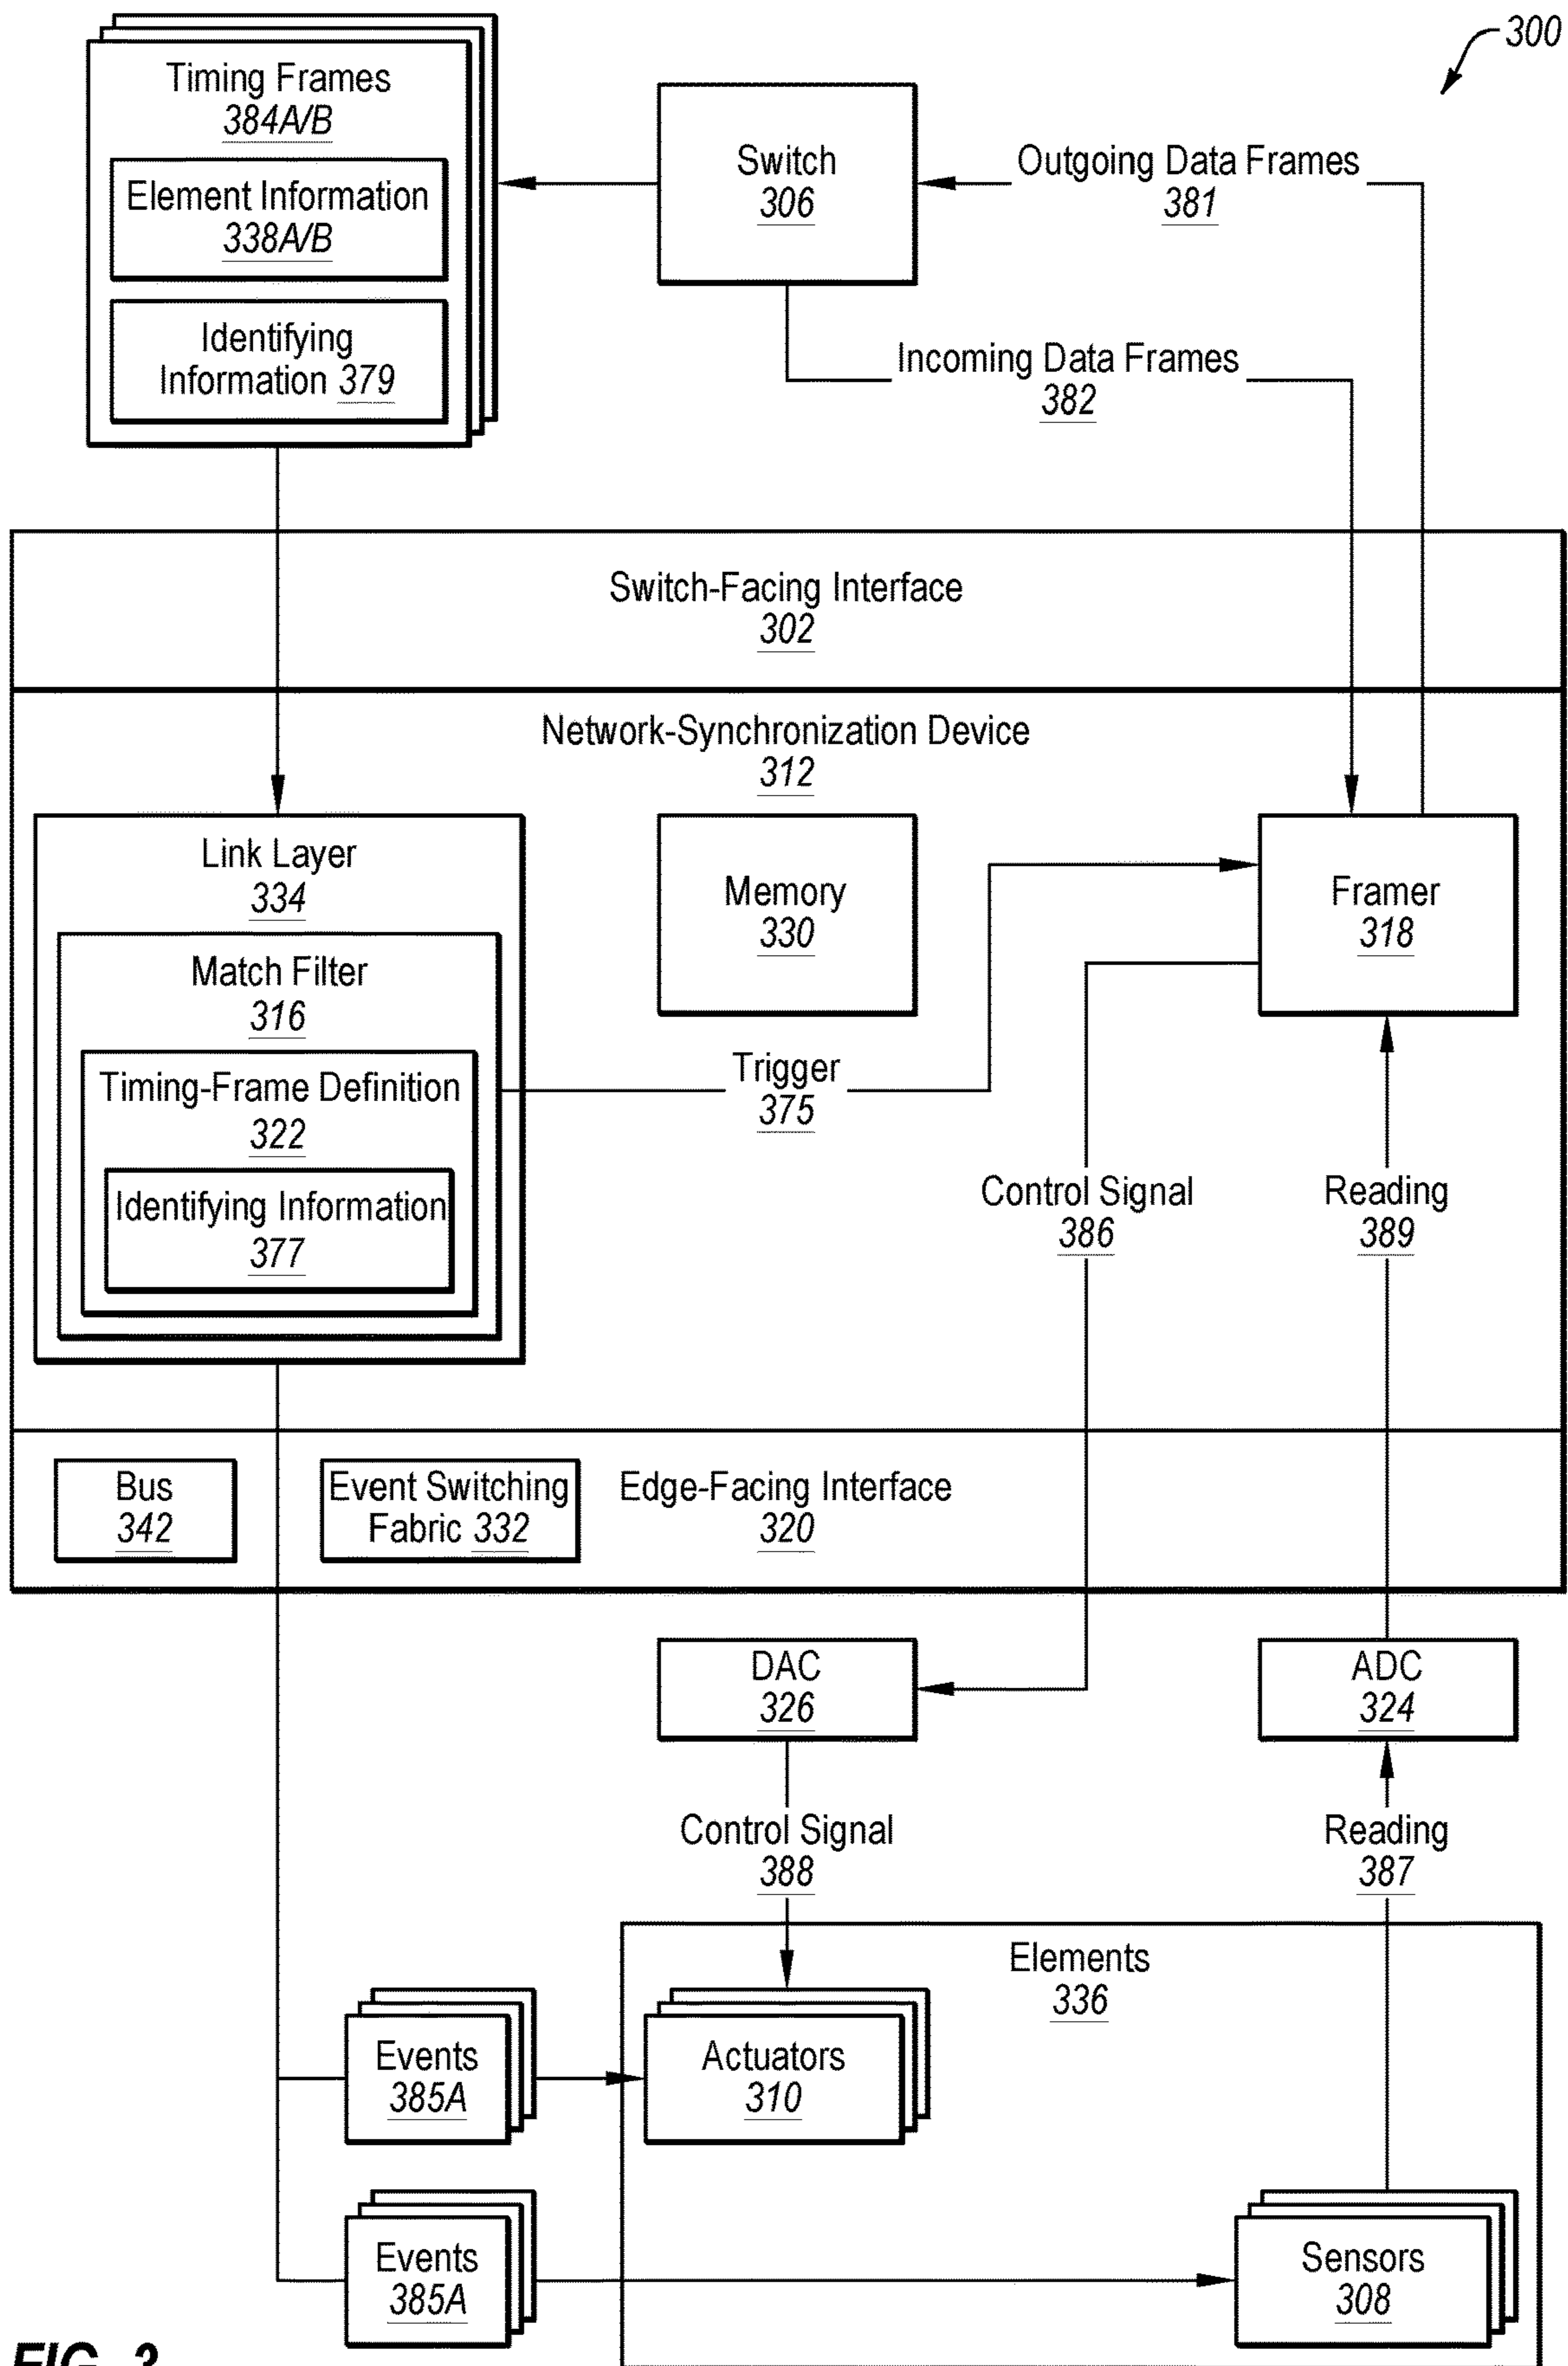 300
Timing Frames
384A/B
Element Information
338A/B
Identifying
Information 379
Switch
306
Outgoing Data Frames
381
Incoming Data Frames
382
Switch-Facing Interface
302
Network-Synchronization Device
312
Link Layer
334
Match Filter
316
Timing-Frame Definition
322
Identifying Information
377
Memory
330
Framer
318
Trigger
375
Control Signal
386
Reading
389
Bus
342
Event Switching
Fabric 332
Edge-Facing Interface
320
DAC
326
ADC
324
Control Signal
388
Reading
387
Elements
336
Events
385A
Actuators
310
Events
385A
Sensors
308